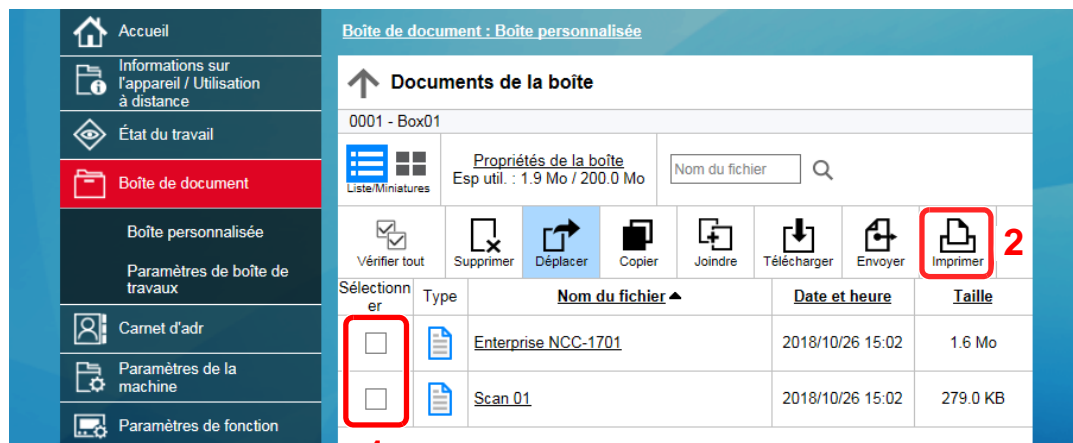 Accueil
Informations sur
l'appareil / Utilisation
à distance
État du travail
Boîte de document
Boîte personnalisée
Paramètres de boîte de
travaux
Carnet d'adr
Paramètres de la
machine
Paramètres de fonction
Boîte de document : Boîte personnalisée
Documents de la boîte
0001 - Box01
Liste/Miniatures
Propriétés de la boîte
Esp util. : 1.9 Mo / 200.0 Mo
Nom du fichier
Vérifier tout
Supprimer
Déplacer
Copier
Joindre
Télécharger
Envoyer
Imprimer
2
Sélectionn
er
Type
Nom du fichier
Date et heure
Taille
Enterprise NCC-1701
2018/10/26 15:02
1.6 Mo
Scan 01
2018/10/26 15:02
279.0 KB